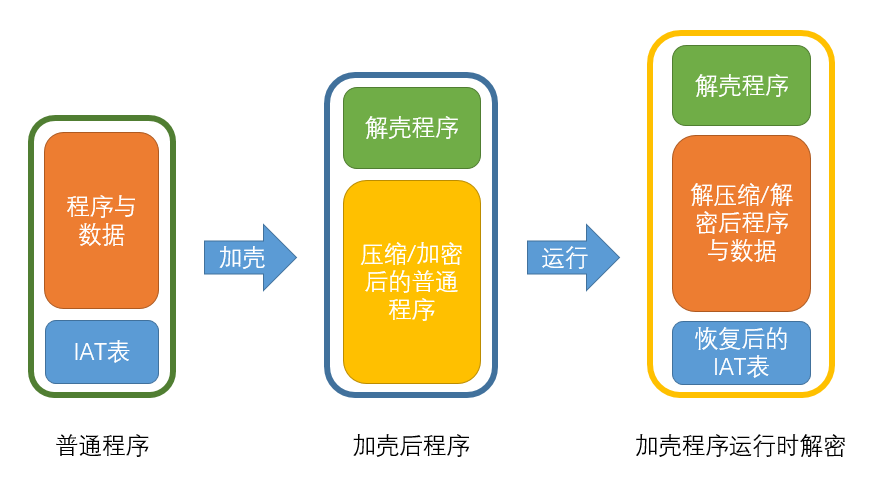 程序与
数据
IAT表
普通程序
加壳
解壳程序
压缩/加密
后的普通
程序
加壳后程序
运行
解壳程序
解压缩/解
密后程序
与数据
恢复后的
IAT表
加壳程序运行时解密